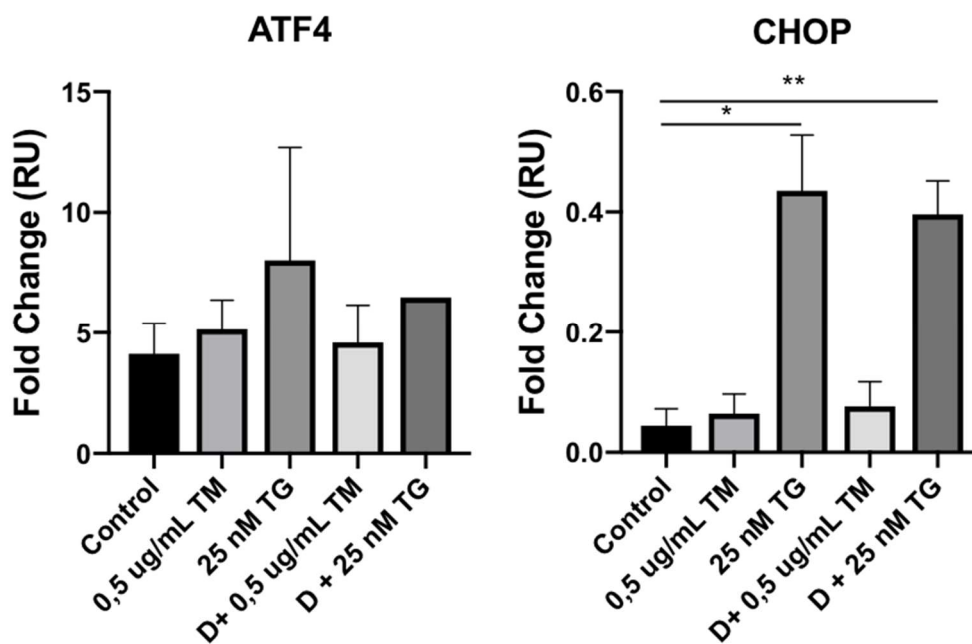 ATF4
Fold Change (RU)
15
10
5
0
Control
0,5 ug/mL TM
25 nM TG
D+ 0,5 ug/mL TM
D + 25 nM TG
CHOP
Fold Change (RU)
0.6
0.4
0.2
0.0
**
*
Control
0,5 ug/mL TM
25 nM TG
D+ 0,5 ug/mL TM
D + 25 nM TG